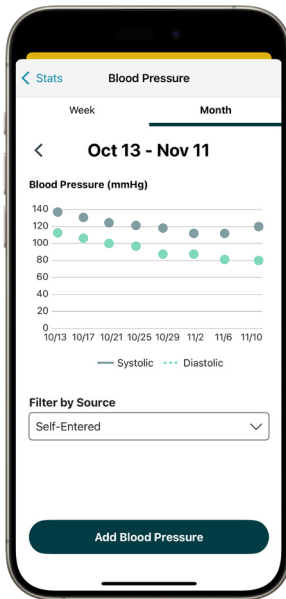 Stats
Blood Pressure
Week Month
Oct 13 - Nov 11
Blood Pressure (mmHg)
140
120
100
80
60
40
20
0
10/13 10/17 10/21 10/25 10/29 11/2 11/6 11/10
Systolic Diastolic
Filter by Source
Self-Entered
Add Blood Pressure